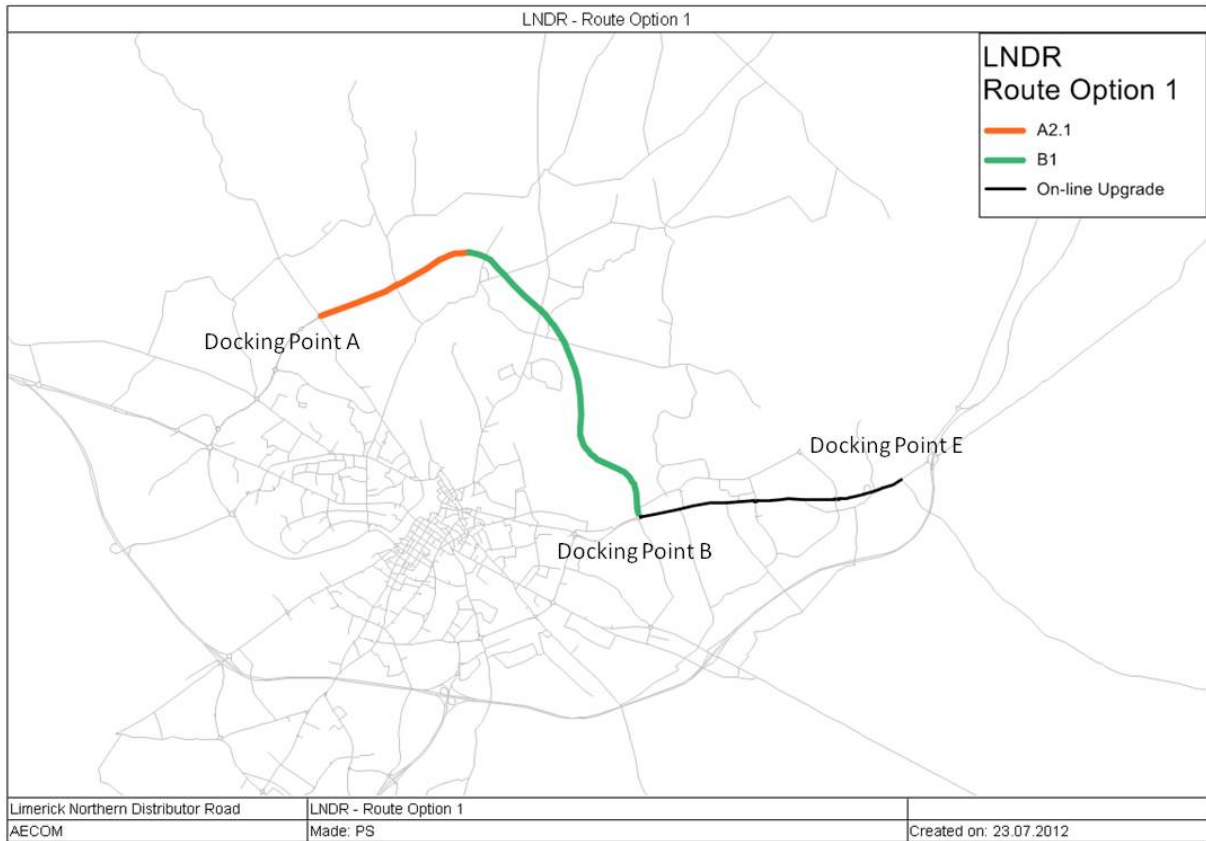 LNDR - Route Option 1
LNDR
Route Option 1
A2.1
B1
On-line Upgrade
Docking Point A
Docking Point E
Docking Point B
Limerick Northern Distributor Road
LNDR - Route Option 1
AECOM
Made: PS
Created on: 23.07.2012